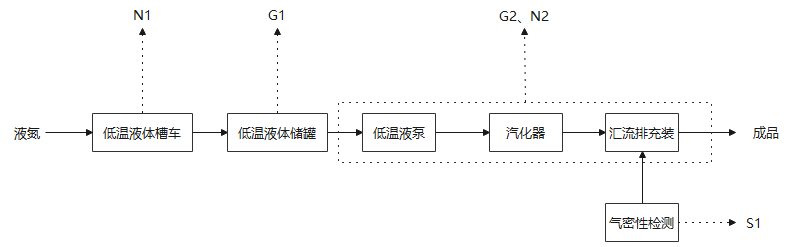 N1
G1
G2、N2
液氮
低温液体槽车
低温液体储罐
低温液泵
汽化器
汇流排充装
成品
气密性检测
S1